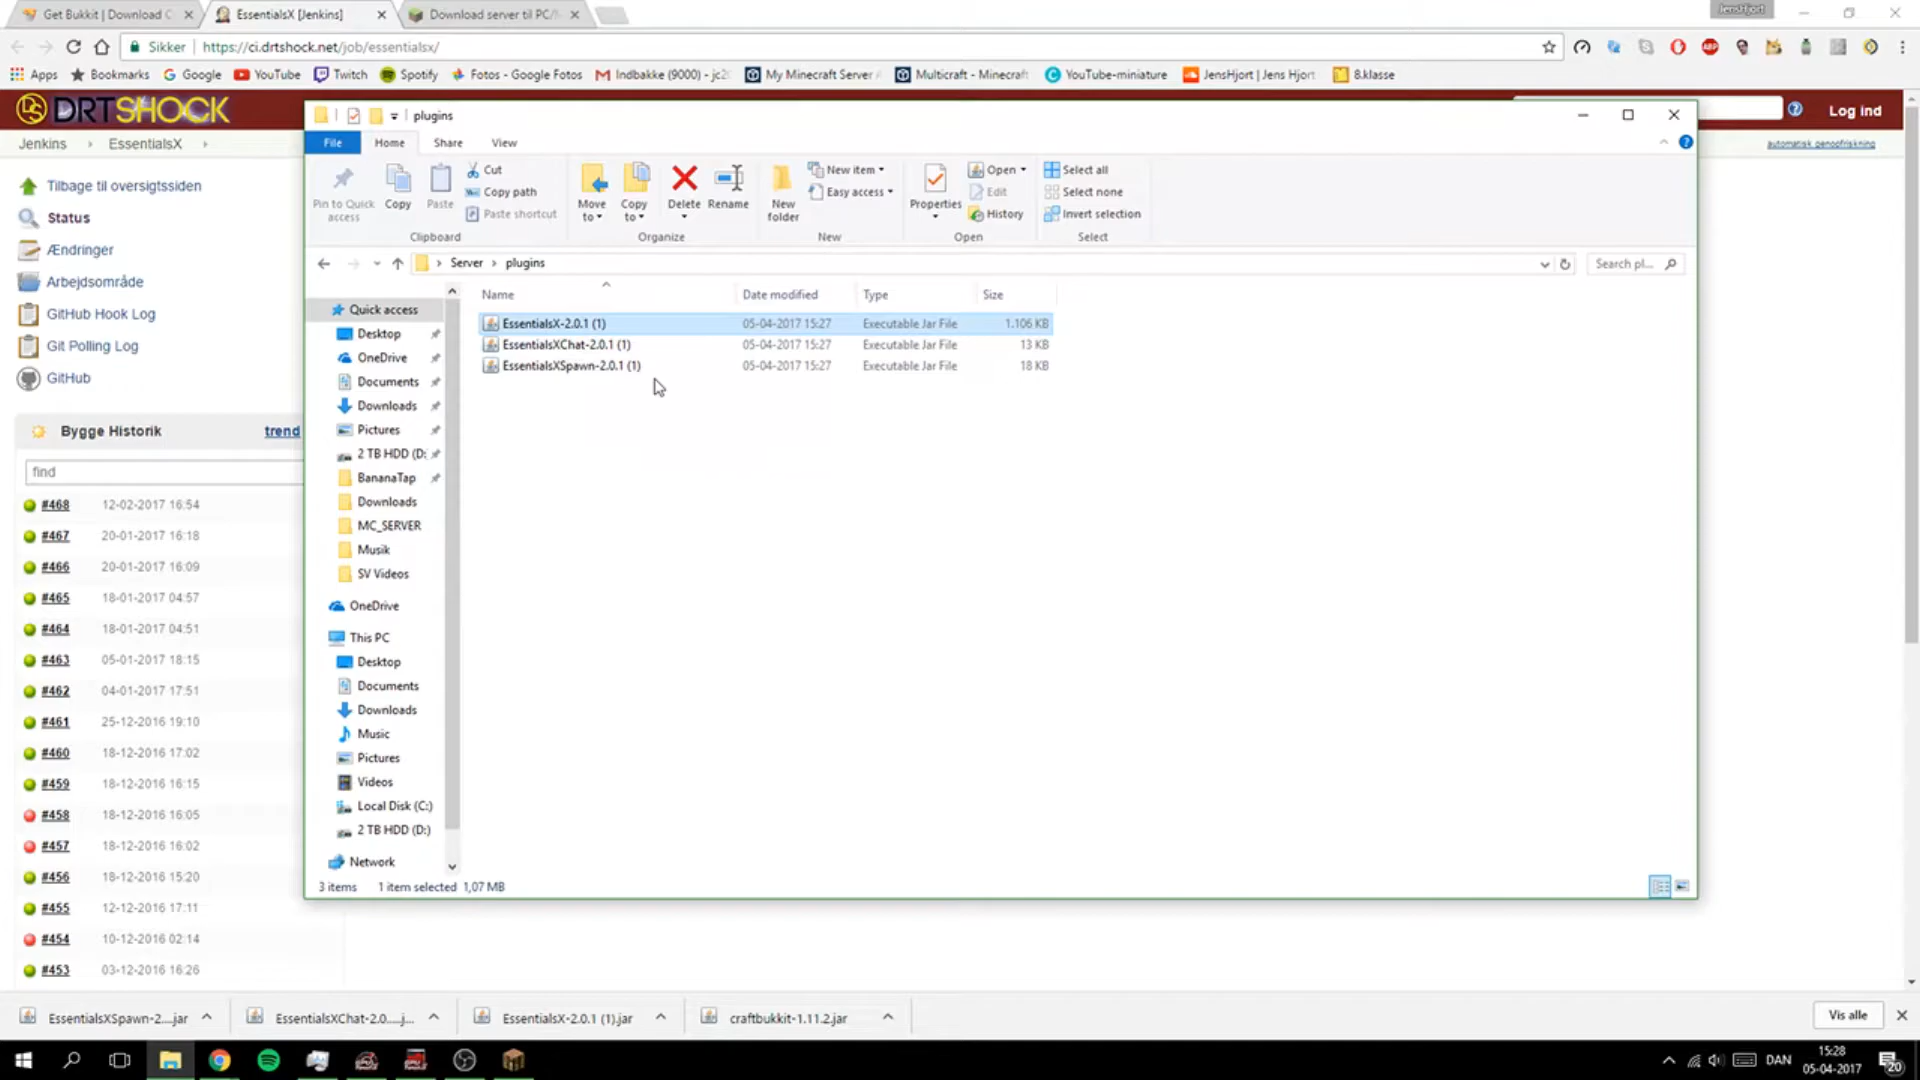 Get Bukkit | Download C
EssentialsX [Jenkins]
Download server til PC/
JensHjort
Sikker
https://ci.drtshock.net/job/essentialsx/
Apps
Bookmarks
Google
YouTube
Twitch
Spotify
Fotos - Google Fotos
Indbakke (9000) - jc2
My Minecraft Server
Multicraft - Minecraft
YouTube-miniature
JensHjort | Jens Hjort
8.klasse
DRTSHOCK
Log ind
Jenkins
EssentialsX
automatisk genopfriskning
Tilbage til oversigtssiden
Status
Ændringer
Arbejdsområde
GitHub Hook Log
Git Polling Log
GitHub
Bygge Historik
trend
find
#468 12-02-2017 16:54
#467 20-01-2017 16:18
#466 20-01-2017 16:09
#465 18-01-2017 04:57
#464 18-01-2017 04:51
#463 05-01-2017 18:15
#462 04-01-2017 17:51
#461 25-12-2016 19:10
#460 18-12-2016 17:02
#459 18-12-2016 16:15
#458 18-12-2016 16:05
#457 18-12-2016 16:02
#456 18-12-2016 15:20
#455 12-12-2016 17:11
#454 10-12-2016 02:14
#453 03-12-2016 16:26
plugins
File
Home
Share
View
Pin to Quick access
Copy
Paste
Cut
Copy path
Paste shortcut
Clipboard
Move to
Copy to
Delete
Rename
Organize
New folder
New item
Easy access
New
Properties
Open
Edit
History
Open
Select all
Select none
Invert selection
Select
Server
plugins
Search pl...
Name
Date modified
Type
Size
EssentialsX-2.0.1 (1) 05-04-2017 15:27 Executable Jar File 1.106 KB
EssentialsXChat-2.0.1 (1) 05-04-2017 15:27 Executable Jar File 13 KB
EssentialsXSpawn-2.0.1 (1) 05-04-2017 15:27 Executable Jar File 18 KB
Quick access
Desktop
OneDrive
Documents
Downloads
Pictures
2 TB HDD (D:
BananaTap
Downloads
MC_SERVER
Musik
SV Videos
OneDrive
This PC
Desktop
Documents
Downloads
Music
Pictures
Videos
Local Disk (C:)
2 TB HDD (D:)
Network
3 items
1 item selected 1,07 MB
EssentialsXSpawn-2....jar
EssentialsXChat-2.0....j...
EssentialsX-2.0.1 (1).jar
craftbukkit-1.11.2.jar
Vis alle
DAN
15:28
05-04-2017
20